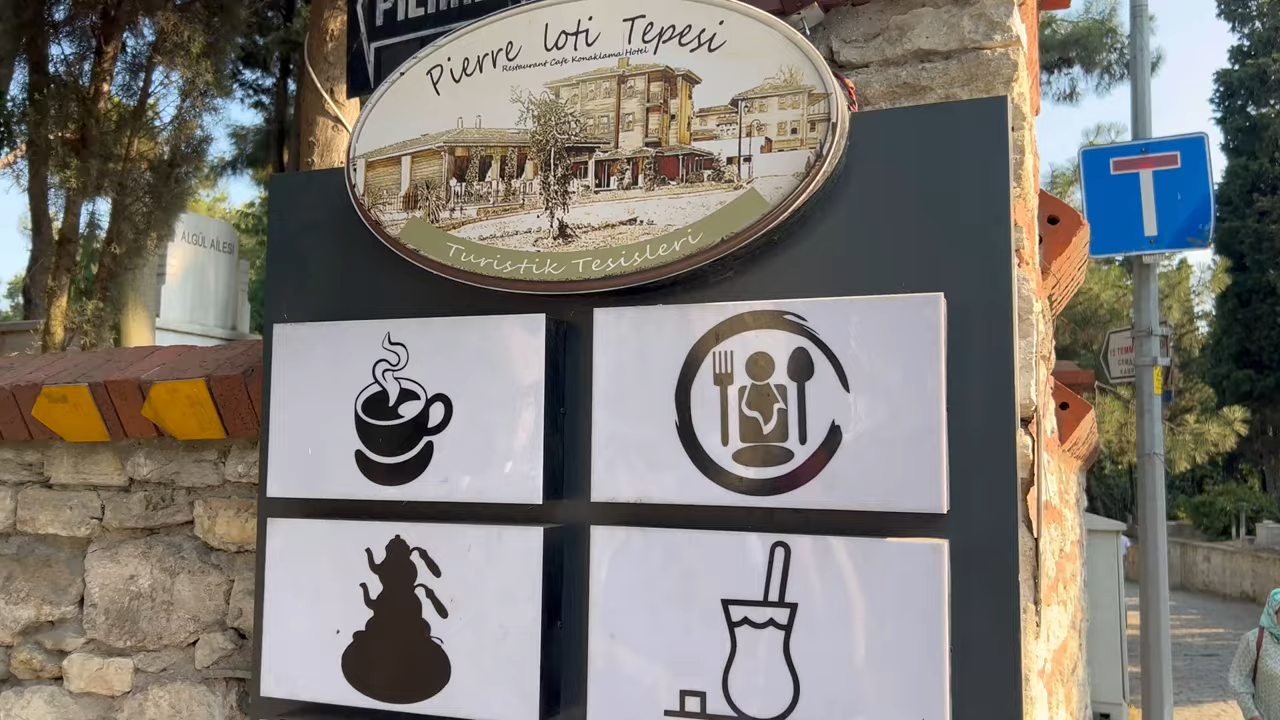 Pierre Loti Tepesi
Restaurant Cafe Konaklama Hotel
Turistik Tesisleri
ALGÜL AİLESİ